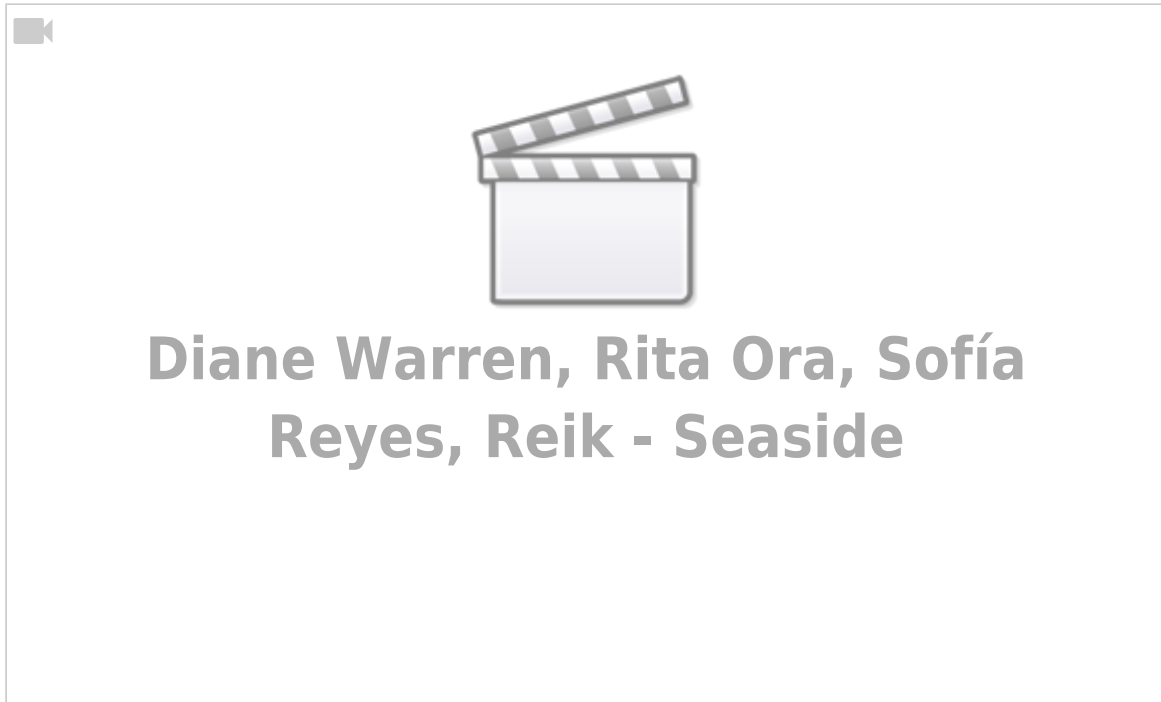 Diane Warren, Rita Ora, Sofía
Reyes, Reik - Seaside